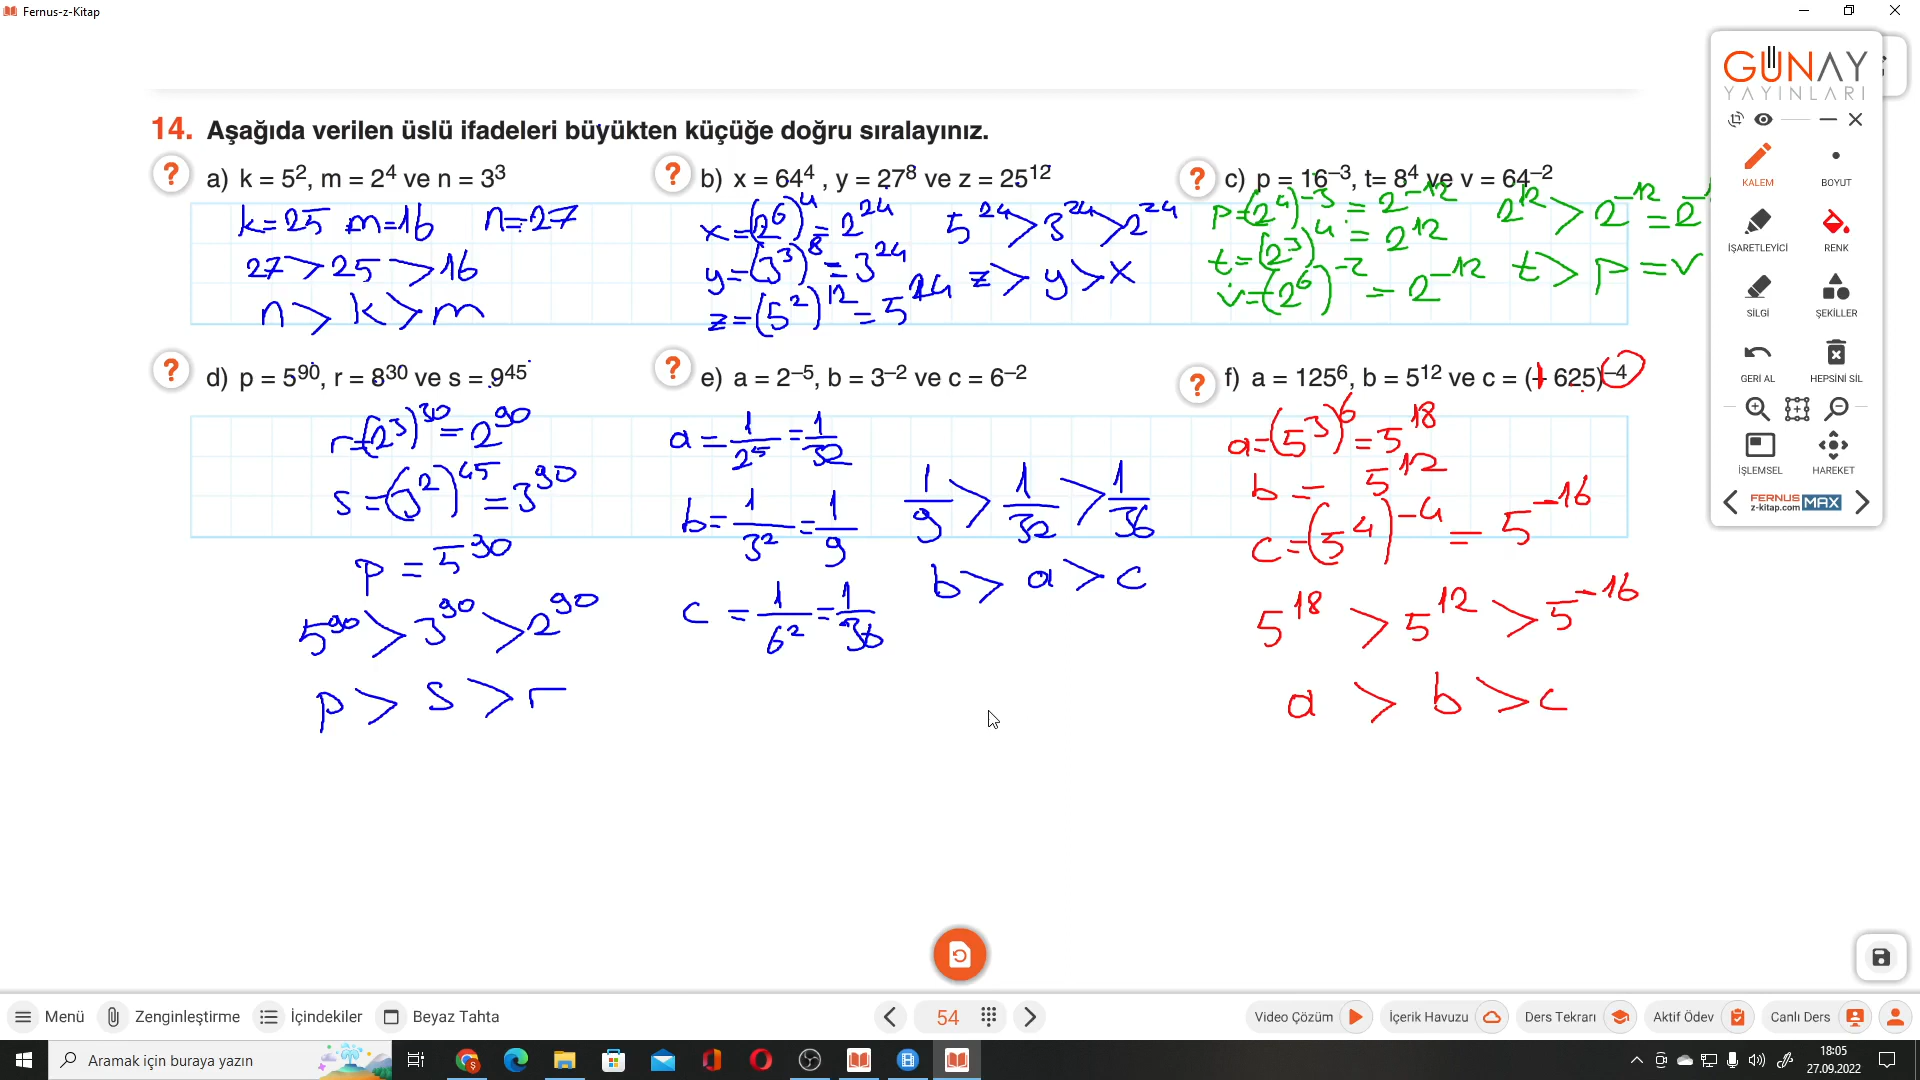 Fernus-z-Kitap
14. Aşağıda verilen üslü ifadeleri büyükten küçüğe doğru sıralayınız.
? a) k = 5², m = 2⁴ ve n = 3³
k=25 m=16 n=27
27 > 25 > 16
n > k > m
? b) x = 64⁴ , y = 27⁸ ve z = 25¹²
x=(2⁶)⁴ = 2²⁴
y=(3³)⁸ = 3²⁴
z=(5²)¹² = 5²⁴
5²⁴ > 3²⁴ > 2²⁴
z > y > x
? c) p = 16⁻³, t= 8⁴ ve v = 64⁻²
p=(2⁴)⁻³ = 2⁻¹²
t=(2³)⁴ = 2¹²
v=(2⁶)⁻² = 2⁻¹²
2¹² > 2⁻¹² = 2⁻¹
t > p = v
? d) p = 5⁹⁰, r = 8³⁰ ve s = 9⁴⁵
r=(2³)³⁰ = 2⁹⁰
s=(3²)⁴⁵ = 3⁹⁰
p = 5⁹⁰
5⁹⁰ > 3⁹⁰ > 2⁹⁰
p > s > r
? e) a = 2⁻⁵, b = 3⁻² ve c = 6⁻²
a = 1/2⁵ = 1/32
b = 1/3² = 1/9
c = 1/6² = 1/36
1/9 > 1/32 > 1/36
b > a > c
? f) a = 125⁶, b = 5¹² ve c = (+ 625)⁻⁴
a=(5³)⁶ = 5¹⁸
b = 5¹²
c=(5⁴)⁻⁴ = 5⁻¹⁶
5¹⁸ > 5¹² > 5⁻¹⁶
a > b > c
GÜNAY
YAYINLARI
KALEM
BOYUT
İŞARETLEYİCİ
RENK
SİLGİ
ŞEKİLLER
GERİ AL
HEPSİNİ SİL
İŞLEMSEL
HAREKET
FERNUS
z-kitap.com MAX
Menü
Zenginleştirme
İçindekiler
Beyaz Tahta
54
Video Çözüm
İçerik Havuzu
Ders Tekrarı
Aktif Ödev
Canlı Ders
Aramak için buraya yazın
18:05
27.09.2022